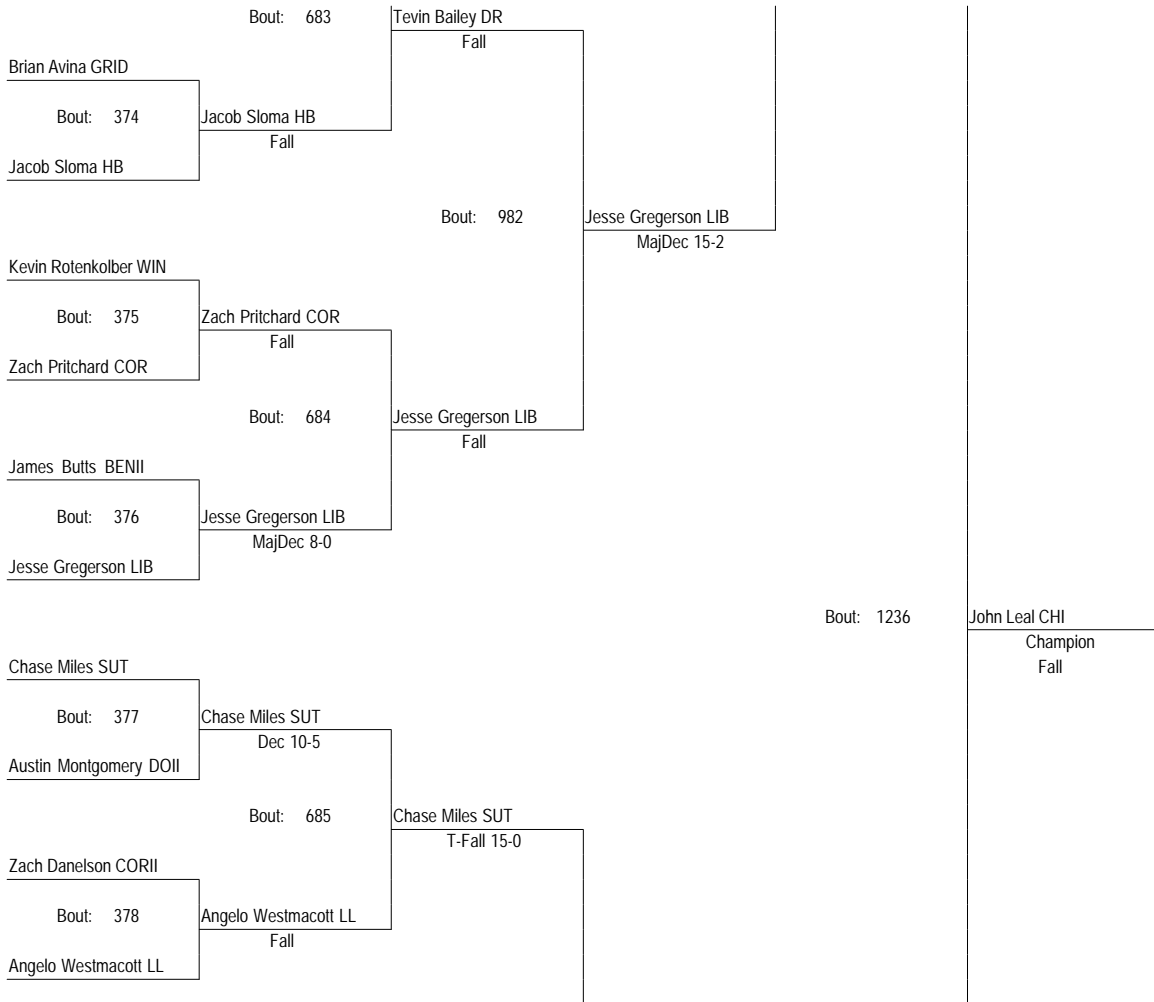 Bout: 683 Tevin Bailey DR
Fall
Brian Avina GRID
Bout: 374 Jacob Sloma HB
Fall
Jacob Sloma HB
Bout: 982 Jesse Gregerson LIB
MajDec 15-2
Kevin Rotenkolber WIN
Bout: 375 Zach Pritchard COR
Fall
Zach Pritchard COR
Bout: 684 Jesse Gregerson LIB
Fall
James Butts BENII
Bout: 376 Jesse Gregerson LIB
MajDec 8-0
Jesse Gregerson LIB
Bout: 1236 John Leal CHI
Champion
Chase Miles SUT Fall
Bout: 377 Chase Miles SUT
Dec 10-5
Austin Montgomery DOII
Bout: 685 Chase Miles SUT
T-Fall 15-0
Zach Danelson CORII
Bout: 378 Angelo Westmacott LL
Fall
Angelo Westmacott LL